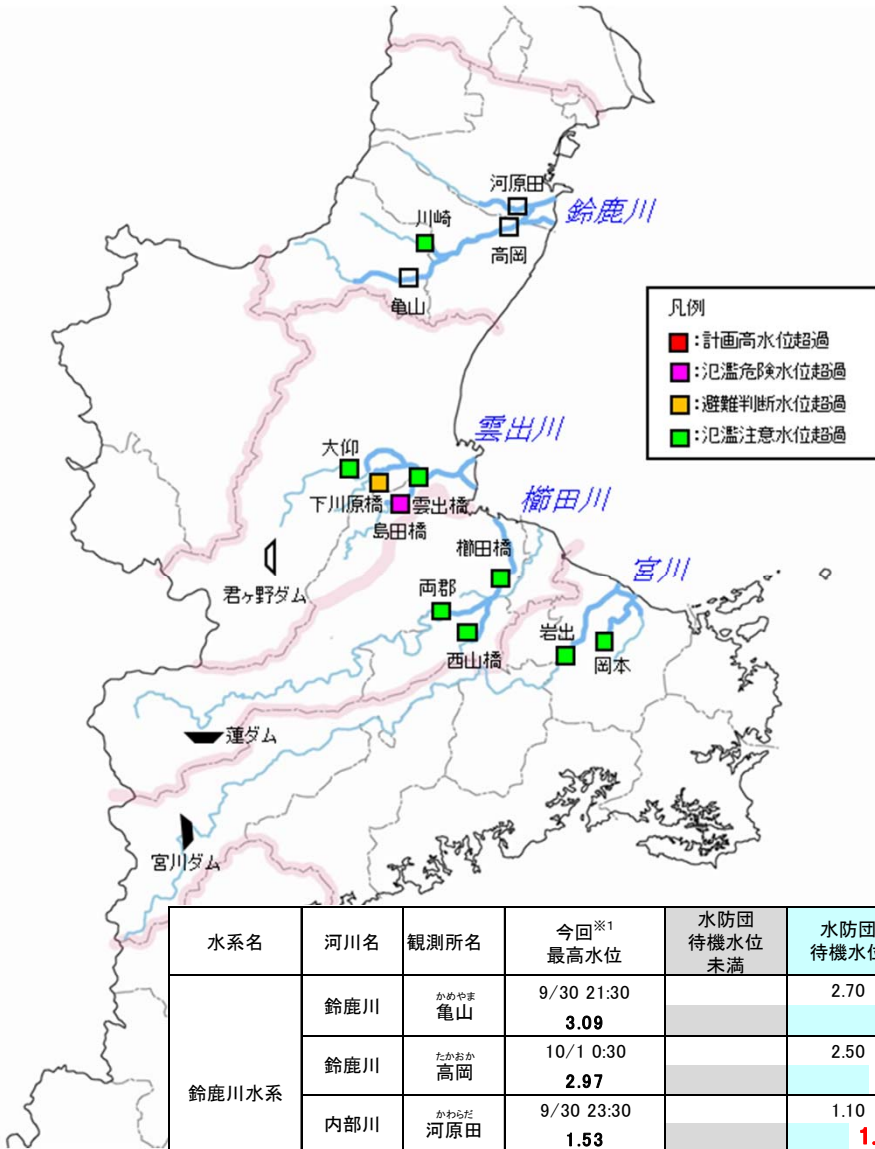 河原田
鈴鹿川
川崎
高岡
亀山
凡例
:計画高水位超過
:氾濫危険水位超過
:避難判断水位超過
:氾濫注意水位超過
雲出川
大仰
下川原橋
雲出橋
島田橋
櫛田川
櫛田橋
宮川
君ヶ野ダム
両郡
西山橋
岩出
岡本
蓮ダム
宮川ダム
水系名 河川名 観測所名 今回※1 最高水位 水防団 待機水位 未満 水防団 待機水位
鈴鹿川水系
鈴鹿川 かめやま 亀山 9/30 21:30 2.70
3.09
鈴鹿川 たかおか 高岡 10/1 0:30 2.50
2.97
内部川 かわらだ 河原田 9/30 23:30 1.10
1.53 1.